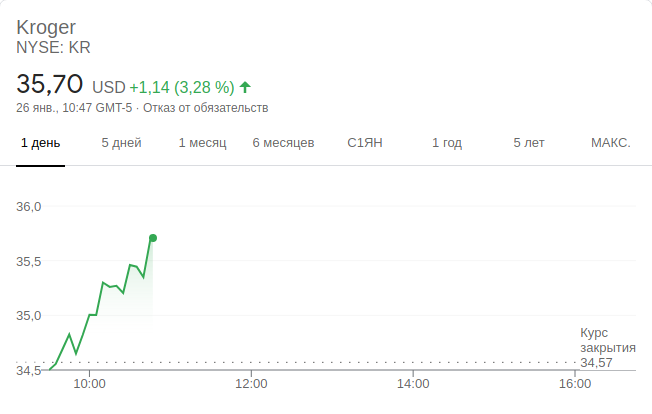 Kroger
NYSE: KR
35,70 USD +1,14 (3,28 %)
26 янв., 10:47 GMT-5 · Отказ от обязательств
1 день 5 дней 1 месяц 6 месяцев С1ЯН 1 год 5 лет МАКС.
36,0
35,5
35,0
34,5
Курс
закрытия
34,57
10:00 12:00 14:00 16:00